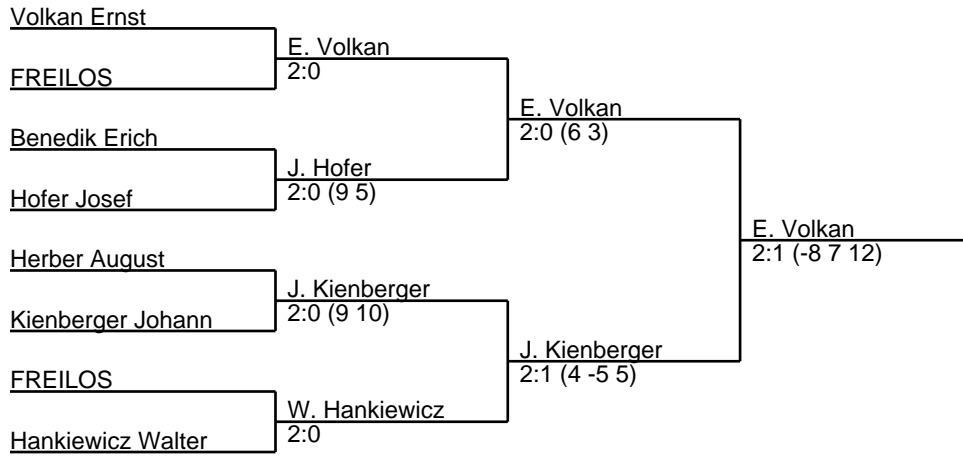 Volkan Ernst
E. Volkan
2:0
FREILOS
E. Volkan
2:0 (6 3)
Benedik Erich
J. Hofer
2:0 (9 5)
Hofer Josef
E. Volkan
2:1 (-8 7 12)
Herber August
J. Kienberger
2:0 (9 10)
Kienberger Johann
J. Kienberger
2:1 (4 -5 5)
FREILOS
W. Hankiewicz
2:0
Hankiewicz Walter